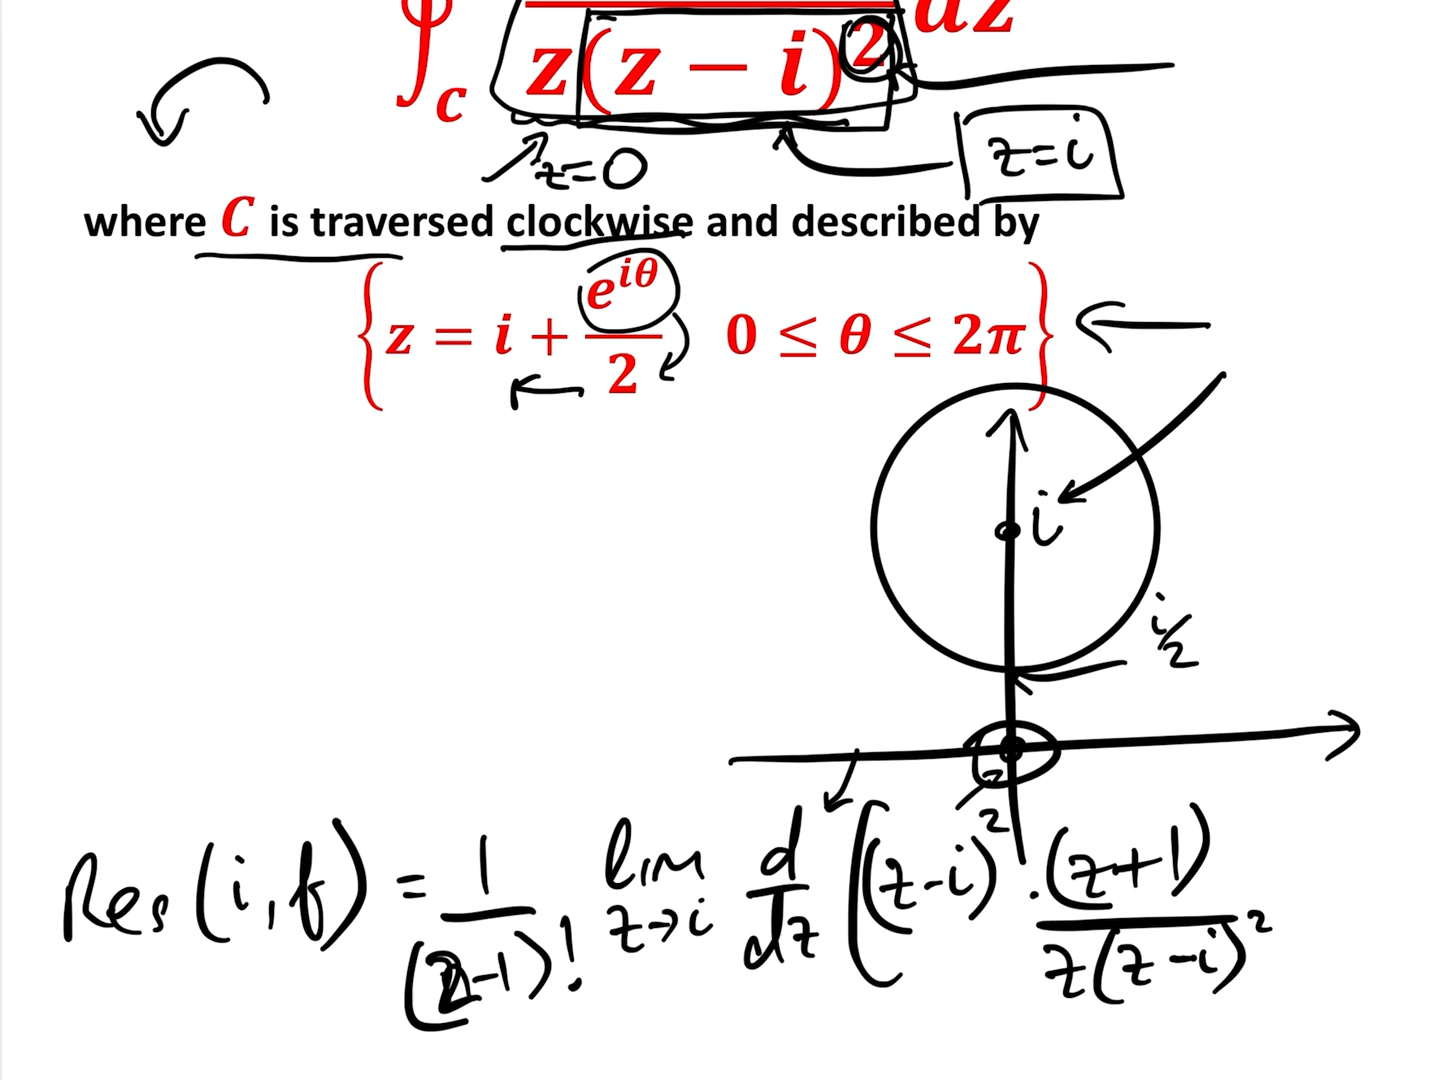 ∮_C z(z − i)² dz
z=0
z=i
where C is traversed clockwise and described by
{z = i + e^{iθ}/2  0 ≤ θ ≤ 2π}
i
i/2
Res(i, f) = 1/(2-1)! lim z→i d/dz ((z-i)² · (z+1)/z(z-i)²